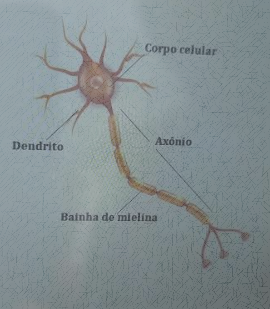 Corpo celular
Dendrito
Axônio
Bainha de mielina